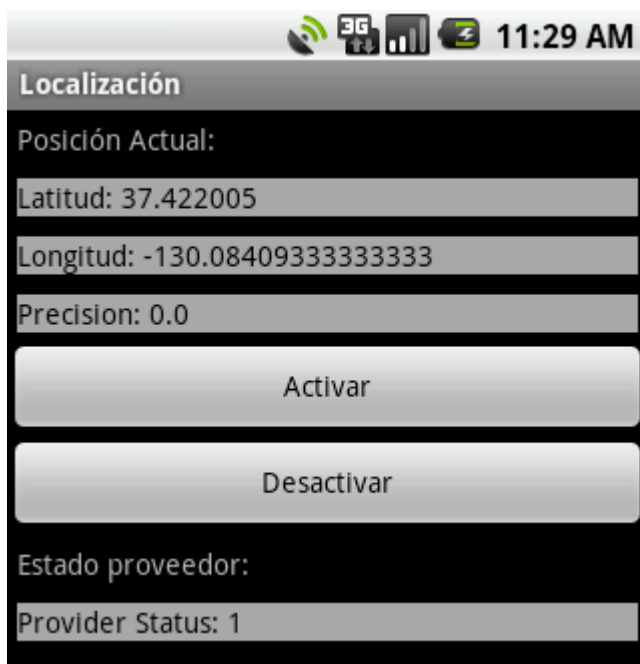 3G 11:29 AM
Localización
Posición Actual:
Latitud: 37.422005
Longitud: -130.08409333333333
Precision: 0.0
Activar
Desactivar
Estado proveedor:
Provider Status: 1